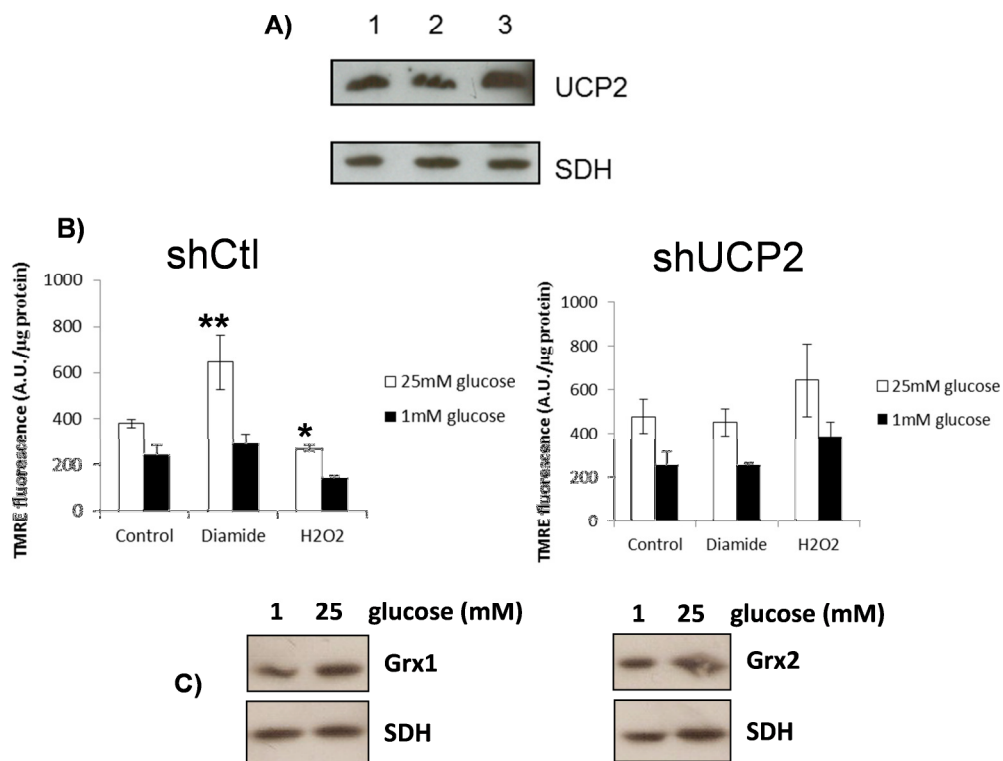 A)
1 2 3
UCP2
SDH
B)
shCtl
TMRE fluorescence (A.U./µg protein)
1000
800
600
400
200
0
**
*
25mM glucose
1mM glucose
Control Diamide H2O2
shUCP2
TMRE fluorescence (A.U./µg protein)
1000
800
600
400
200
0
25mM glucose
1mM glucose
Control Diamide H2O2
C)
1 25 glucose (mM)
Grx1
SDH
1 25 glucose (mM)
Grx2
SDH